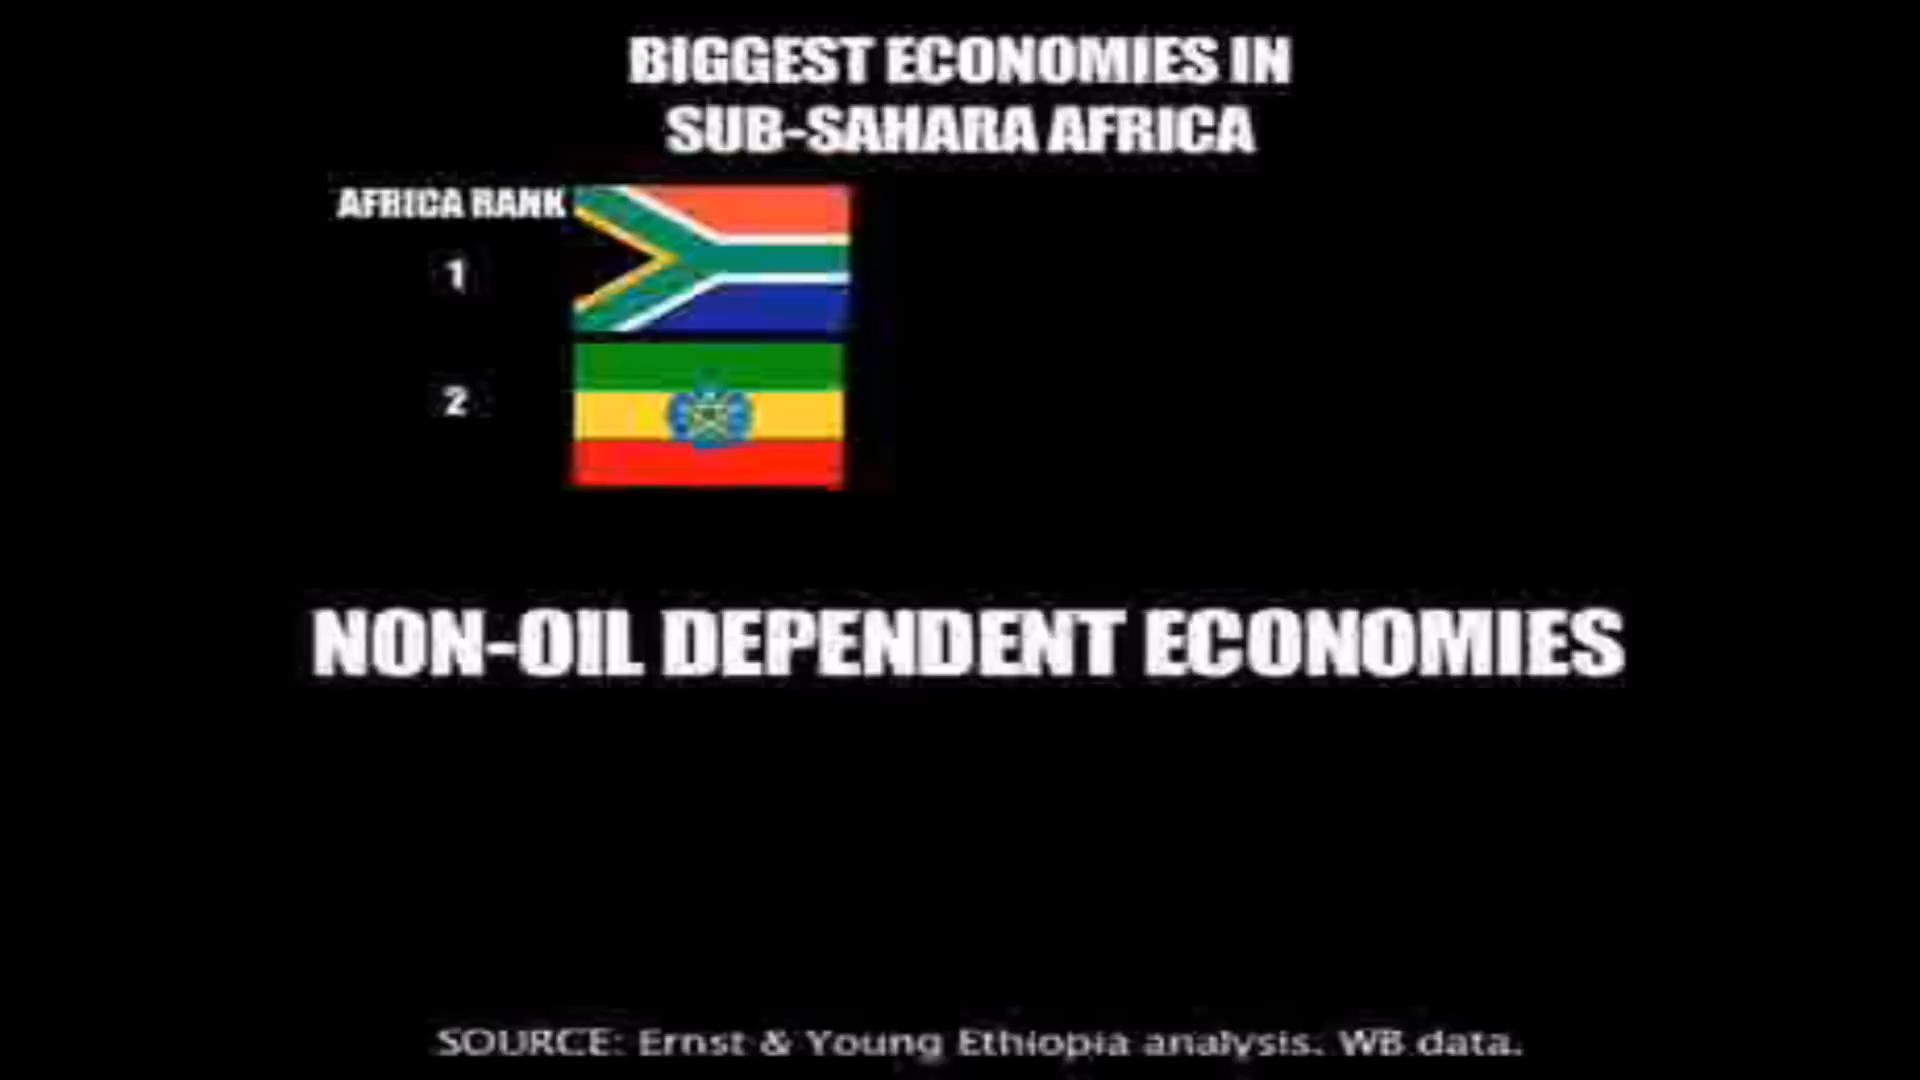 BIGGEST ECONOMIES IN
SUB-SAHARA AFRICA
AFRICA RANK
1
2
NON-OIL DEPENDENT ECONOMIES
SOURCE: Ernst & Young Ethiopia analysis. WB data.